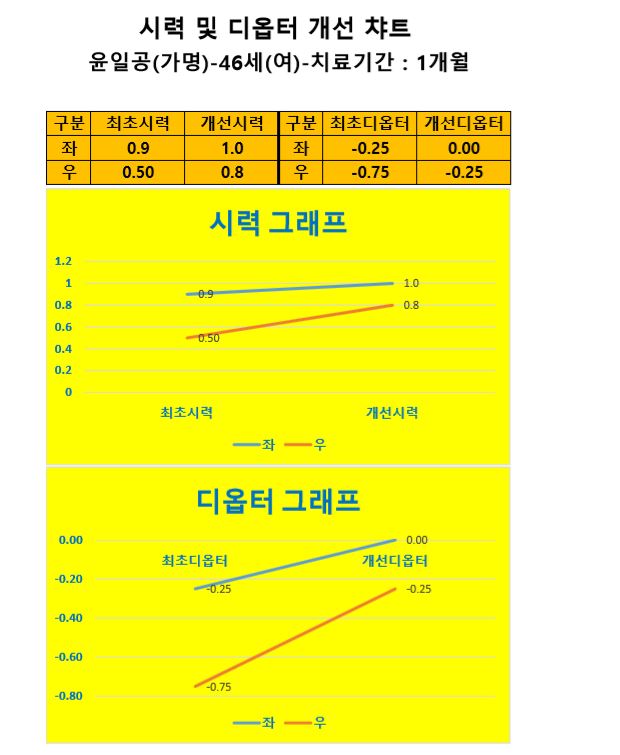 시력 및 디옵터 개선 챠트
윤일공(가명)-46세(여)-치료기간 : 1개월
구분 최초시력 개선시력 구분 최초디옵터 개선디옵터
좌 0.9 1.0 좌 -0.25 0.00
우 0.50 0.8 우 -0.75 -0.25
시력 그래프
1.2
1 1.0
0.9
0.8 0.8
0.6
0.50
0.4
0.2
0
최초시력 개선시력
좌 우
디옵터 그래프
0.00 0.00
최초디옵터 개선디옵터
-0.20
-0.25 -0.25
-0.40
-0.60
-0.75
-0.80
좌 우